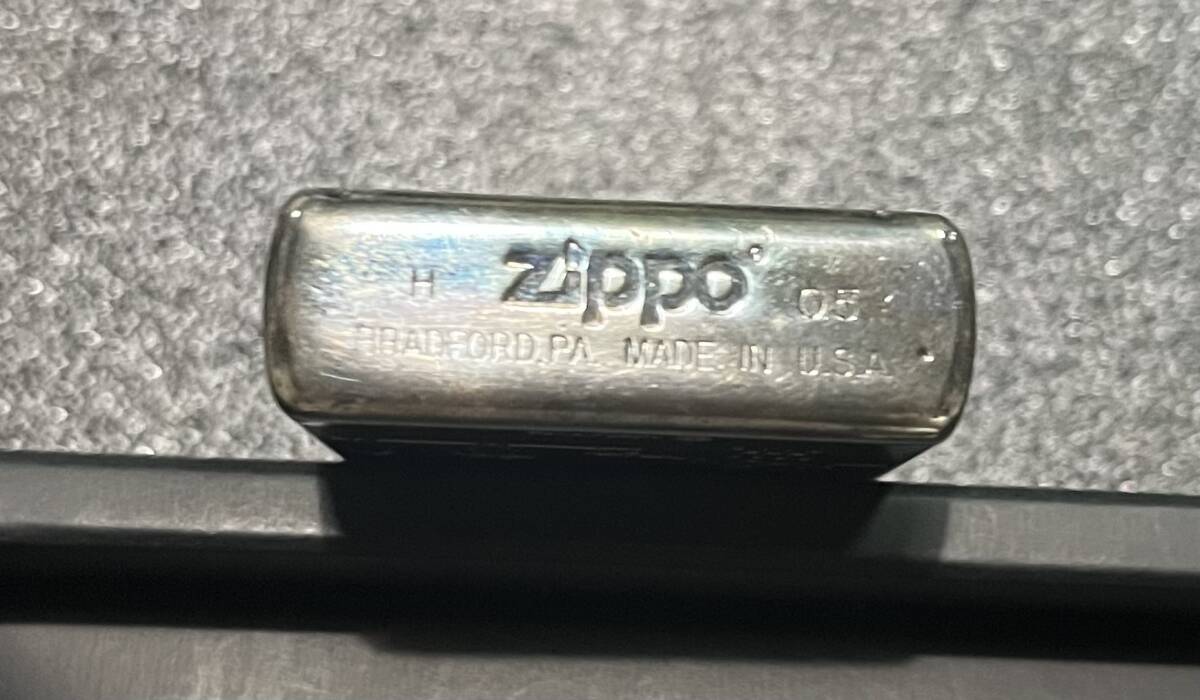 H zippo 05
BRADFORD, PA. MADE IN U.S.A.